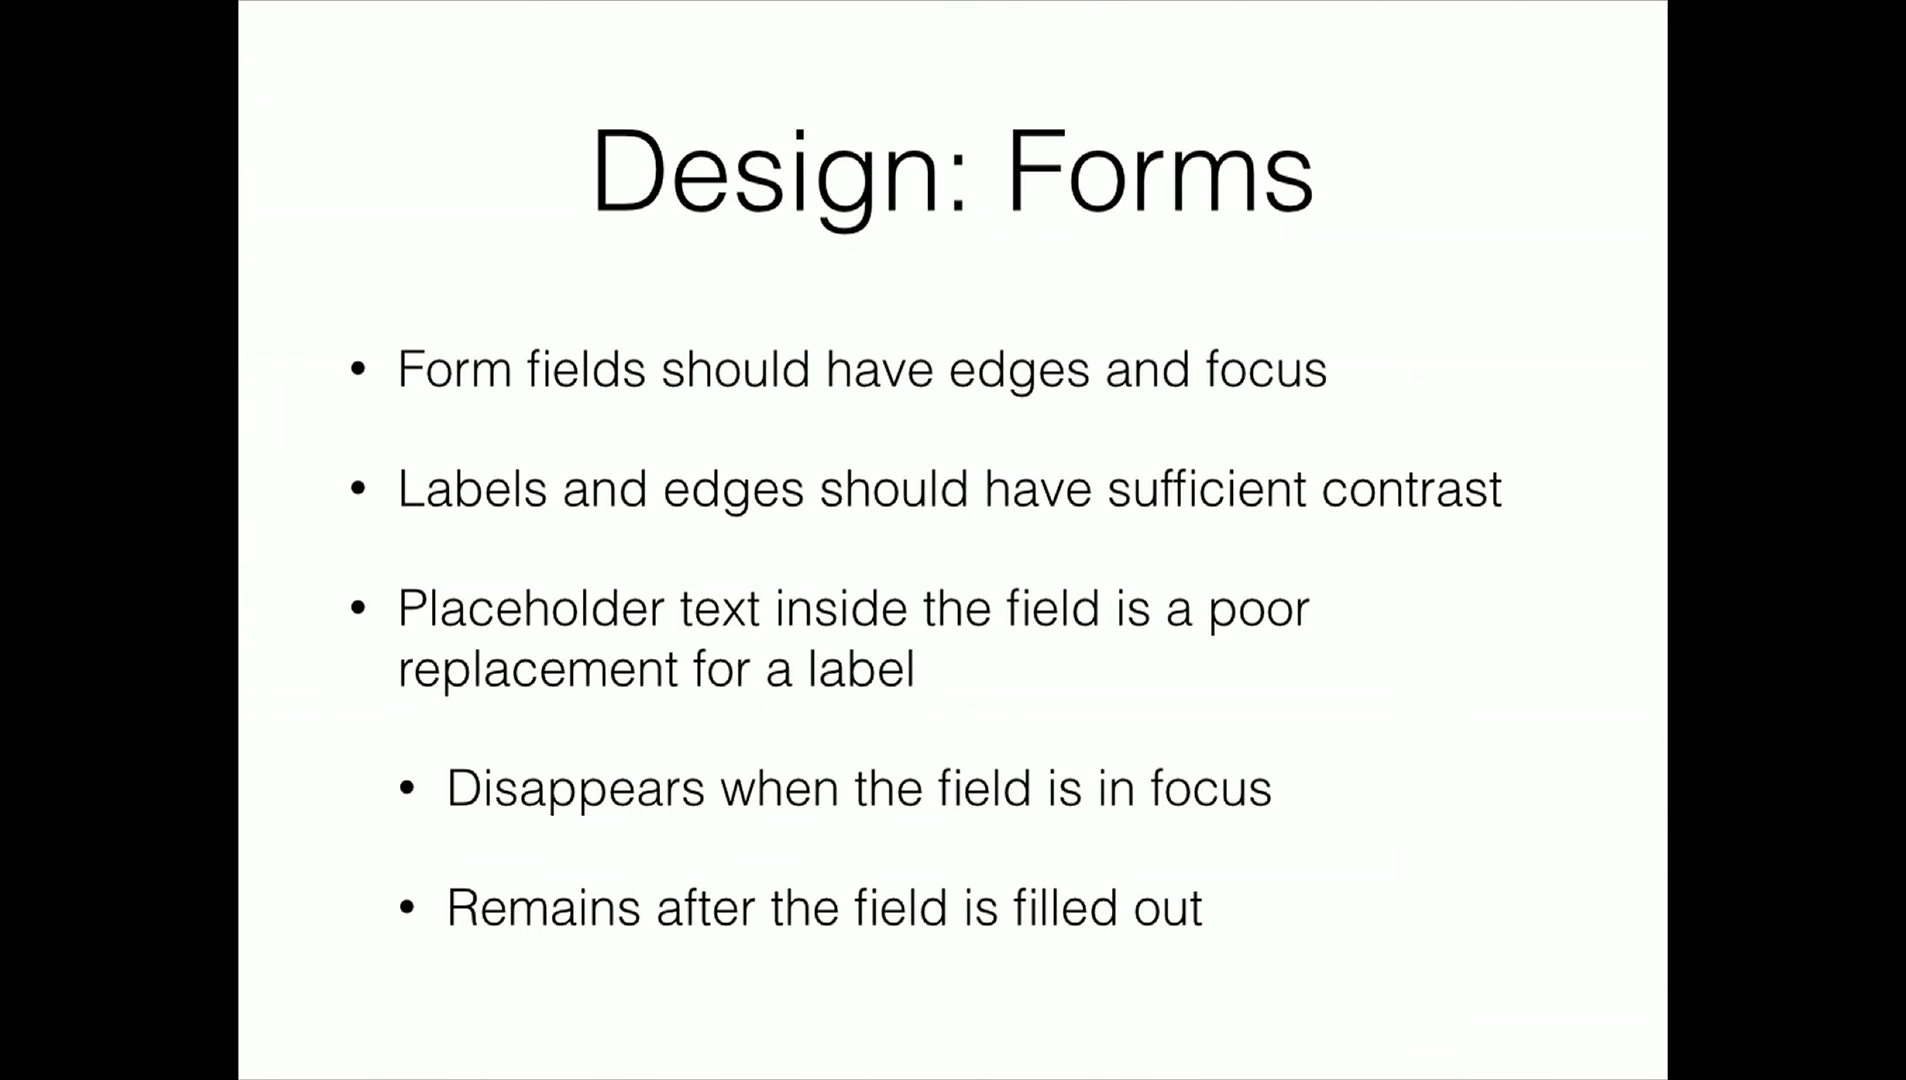 Design: Forms
• Form fields should have edges and focus
• Labels and edges should have sufficient contrast
• Placeholder text inside the field is a poor
replacement for a label
• Disappears when the field is in focus
• Remains after the field is filled out